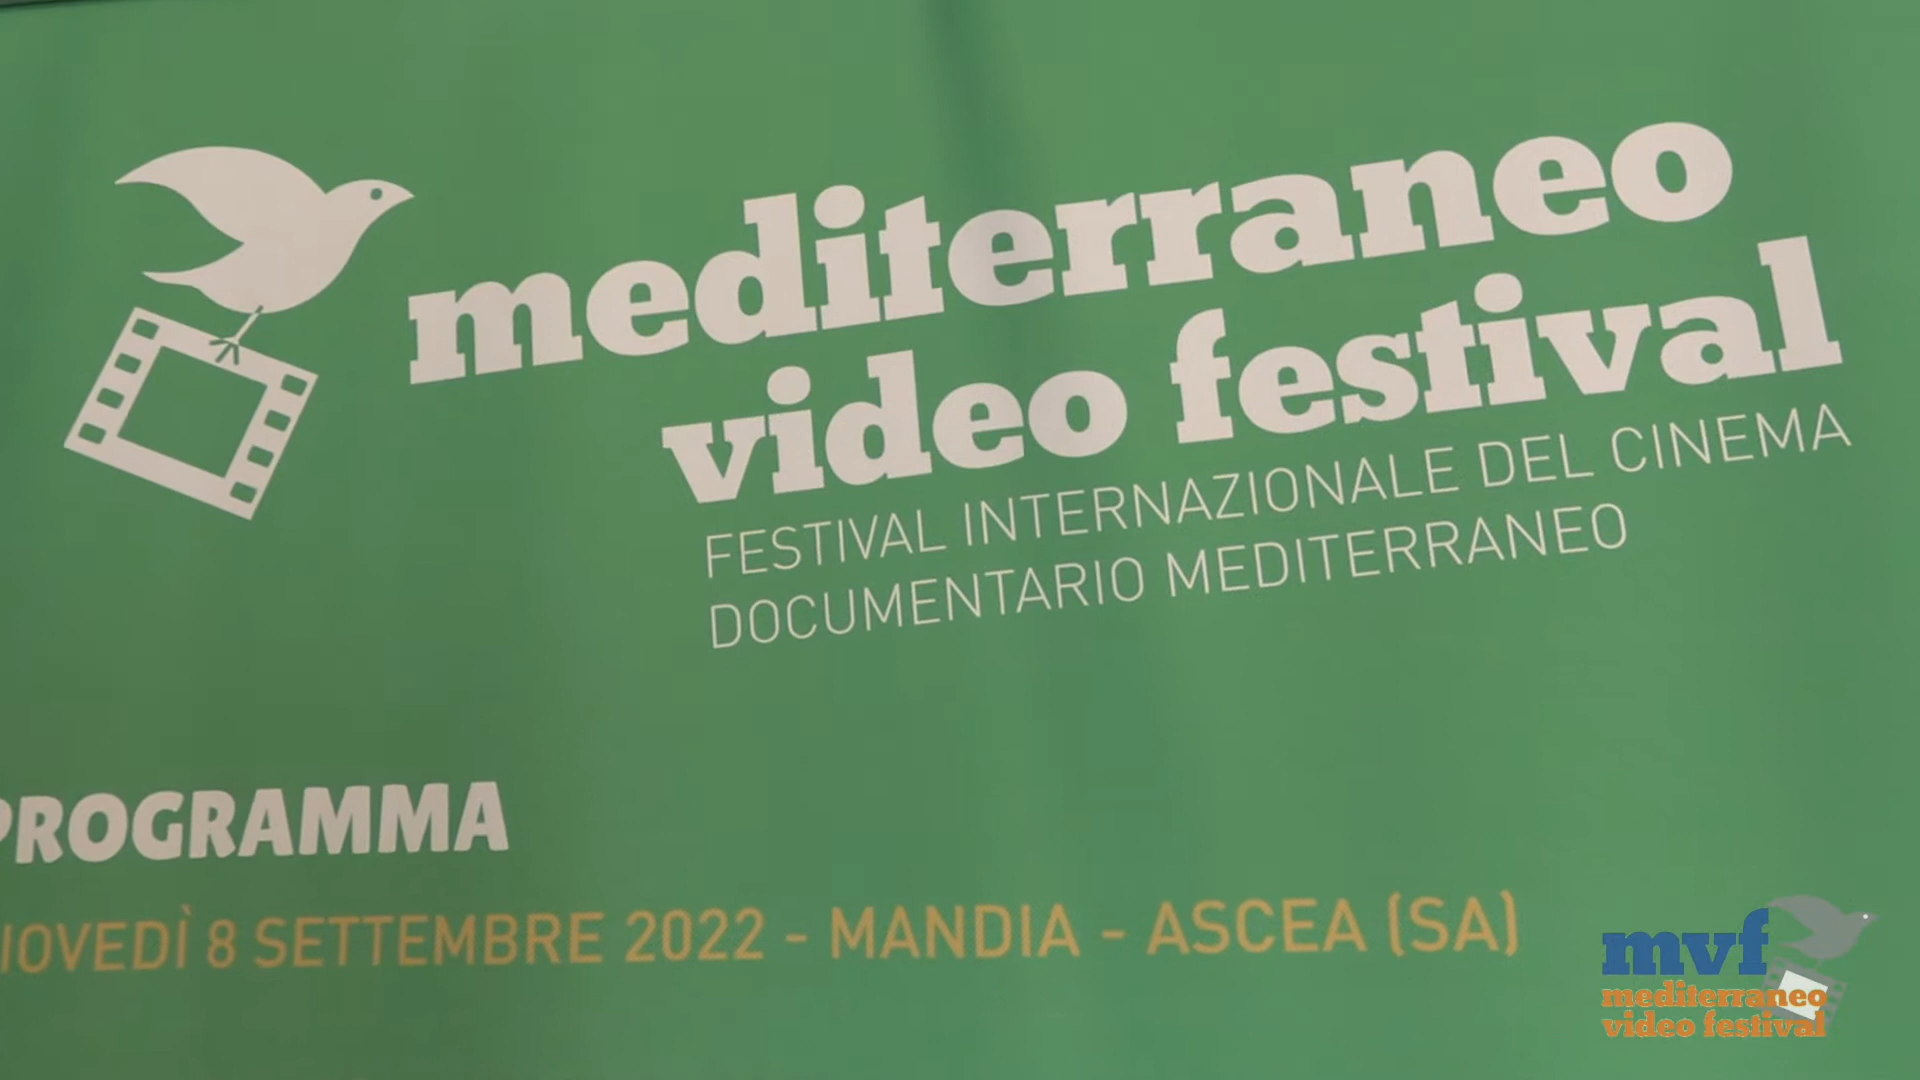 mediterraneo
video festival
FESTIVAL INTERNAZIONALE DEL CINEMA
DOCUMENTARIO MEDITERRANEO
PROGRAMMA
IOVEDÌ 8 SETTEMBRE 2022 - MANDIA - ASCEA (SA)
mvf
mediterraneo
video festival